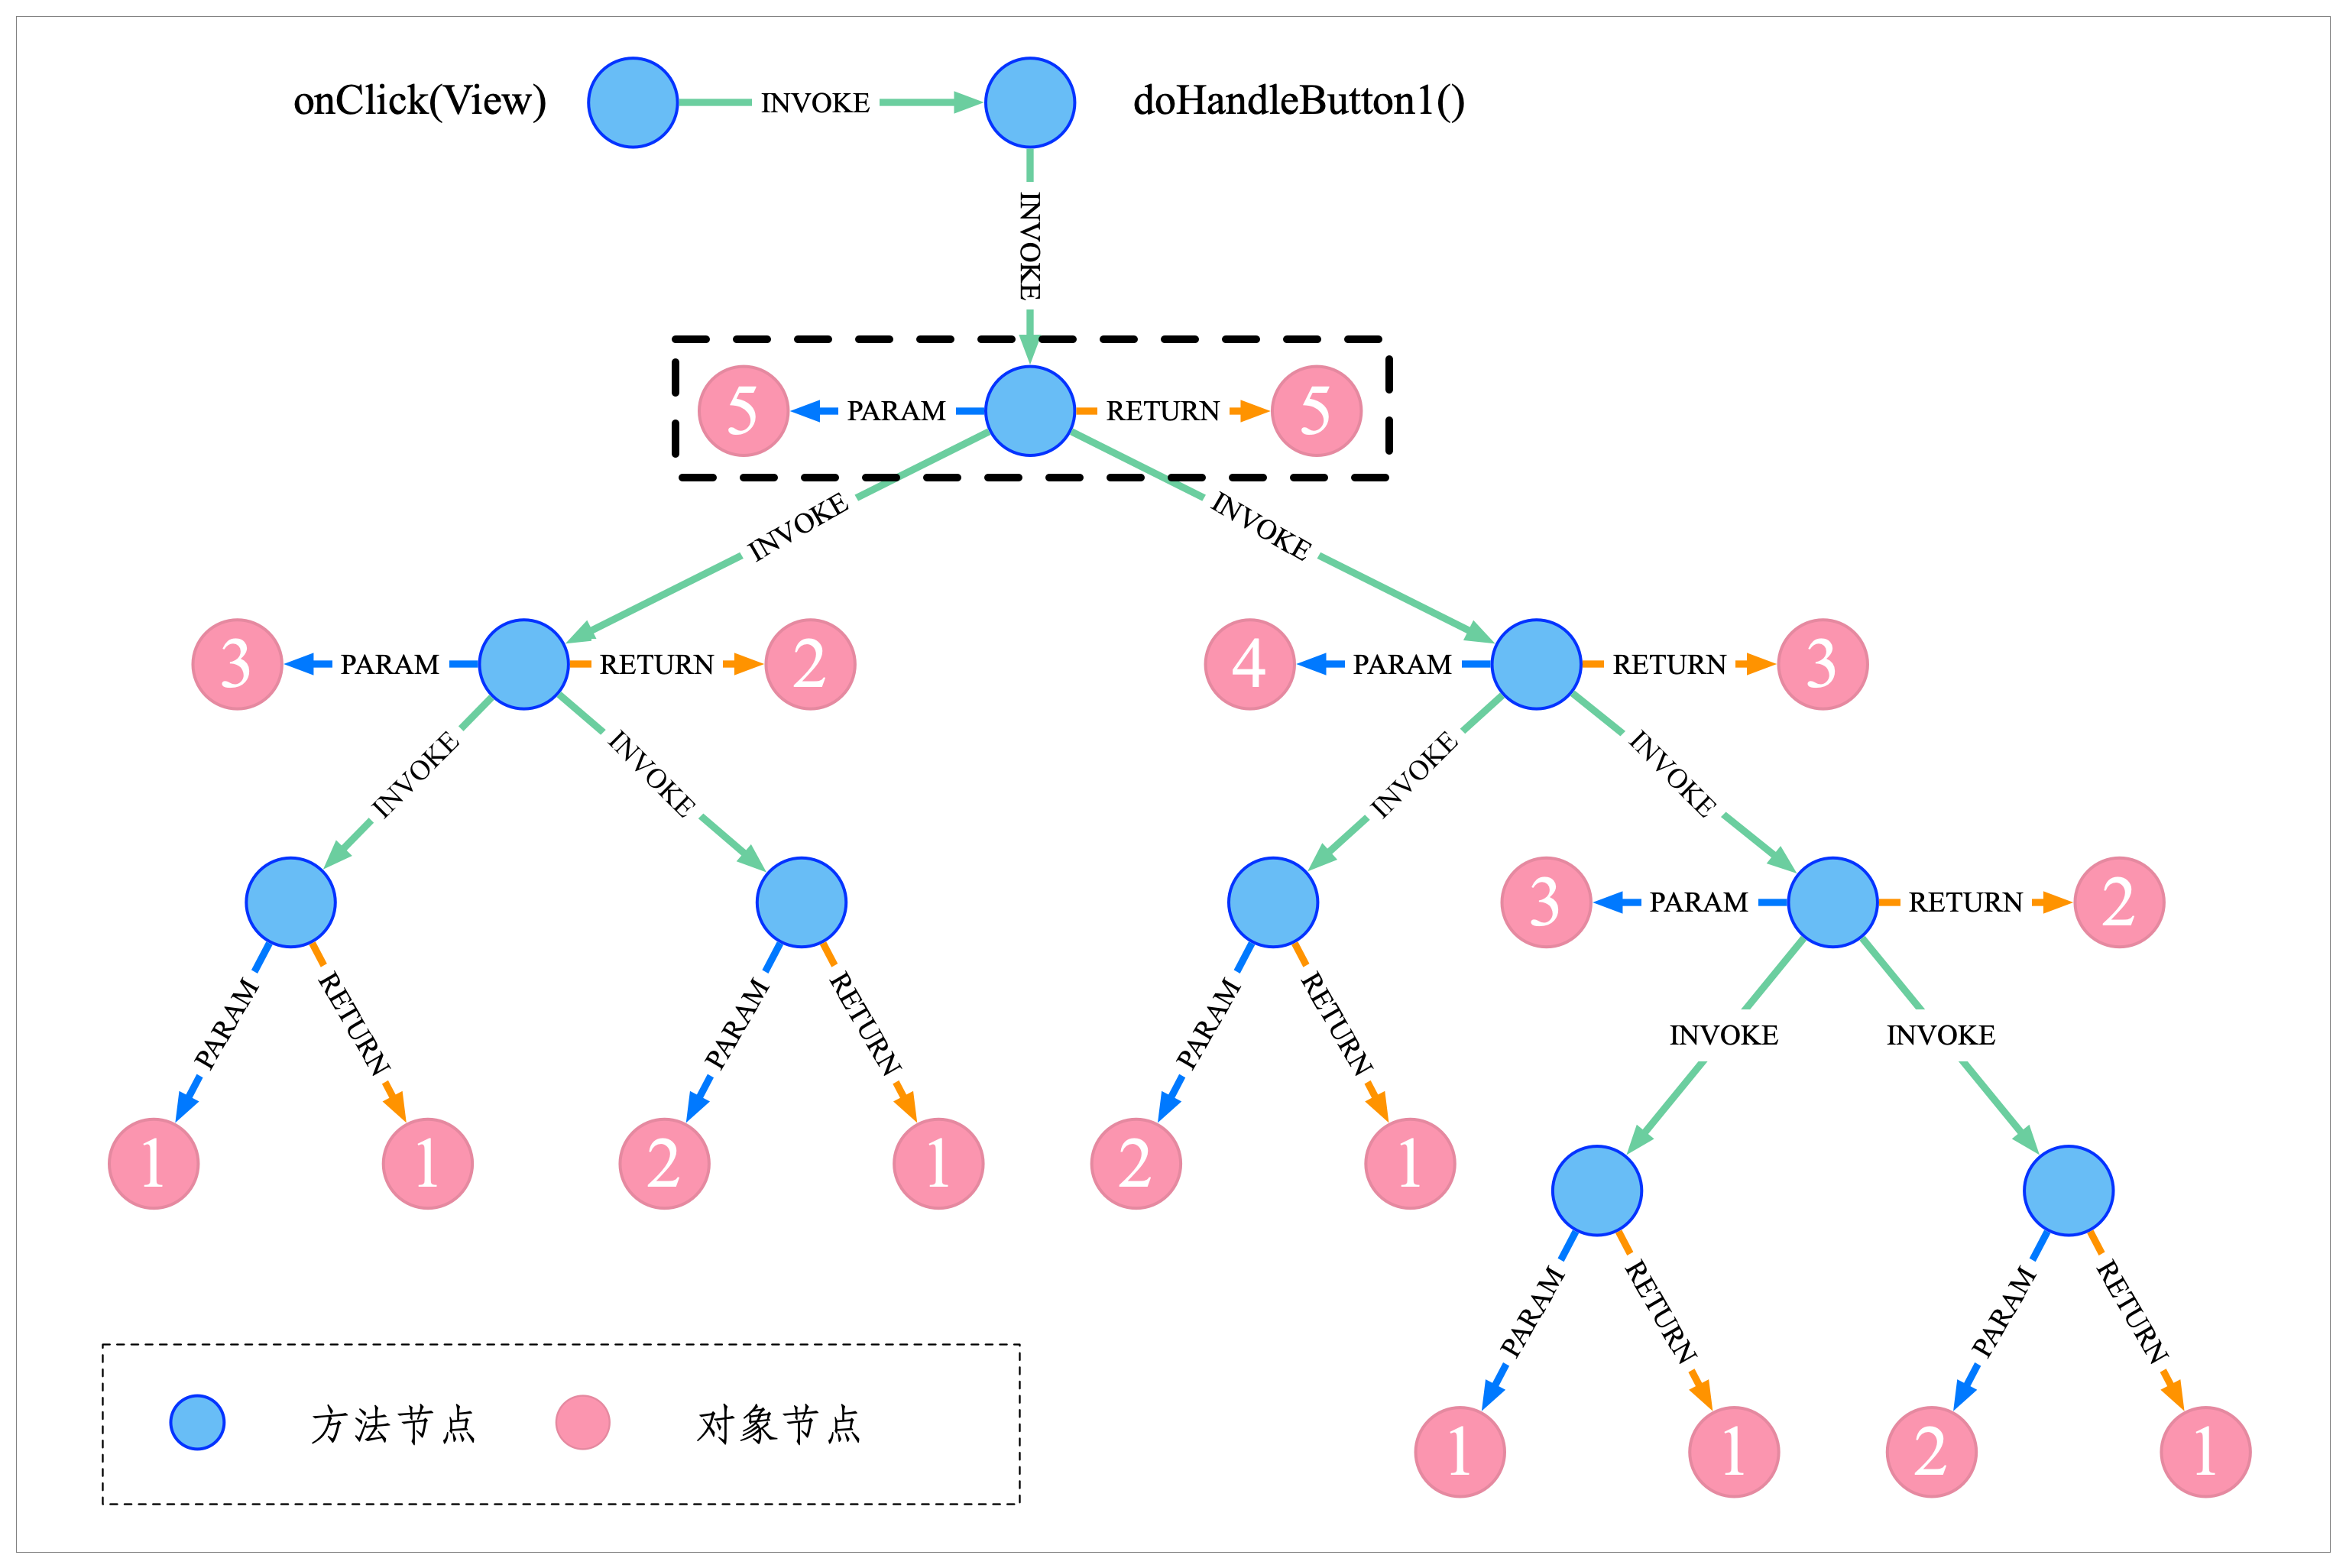 onClick(View) INVOKE doHandleButton1()
INVOKE
5 PARAM RETURN 5
INVOKE INVOKE
3 PARAM RETURN 2 4 PARAM RETURN 3
INVOKE INVOKE INVOKE INVOKE
3 PARAM RETURN 2
PARAM RETURN PARAM RETURN PARAM RETURN INVOKE INVOKE
1 1 2 1 2 1
PARAM RETURN PARAM RETURN
1 1 2 1
方法节点 对象节点